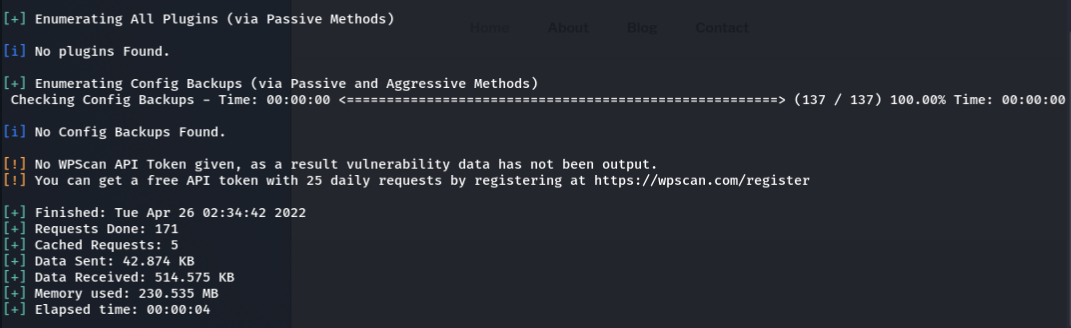 Home About Blog Contact
[+] Enumerating All Plugins (via Passive Methods)
[i] No plugins Found.
[+] Enumerating Config Backups (via Passive and Aggressive Methods)
Checking Config Backups - Time: 00:00:00 <======================================================> (137 / 137) 100.00% Time: 00:00:00
[i] No Config Backups Found.
[!] No WPScan API Token given, as a result vulnerability data has not been output.
[!] You can get a free API token with 25 daily requests by registering at https://wpscan.com/register
[+] Finished: Tue Apr 26 02:34:42 2022
[+] Requests Done: 171
[+] Cached Requests: 5
[+] Data Sent: 42.874 KB
[+] Data Received: 514.575 KB
[+] Memory used: 230.535 MB
[+] Elapsed time: 00:00:04